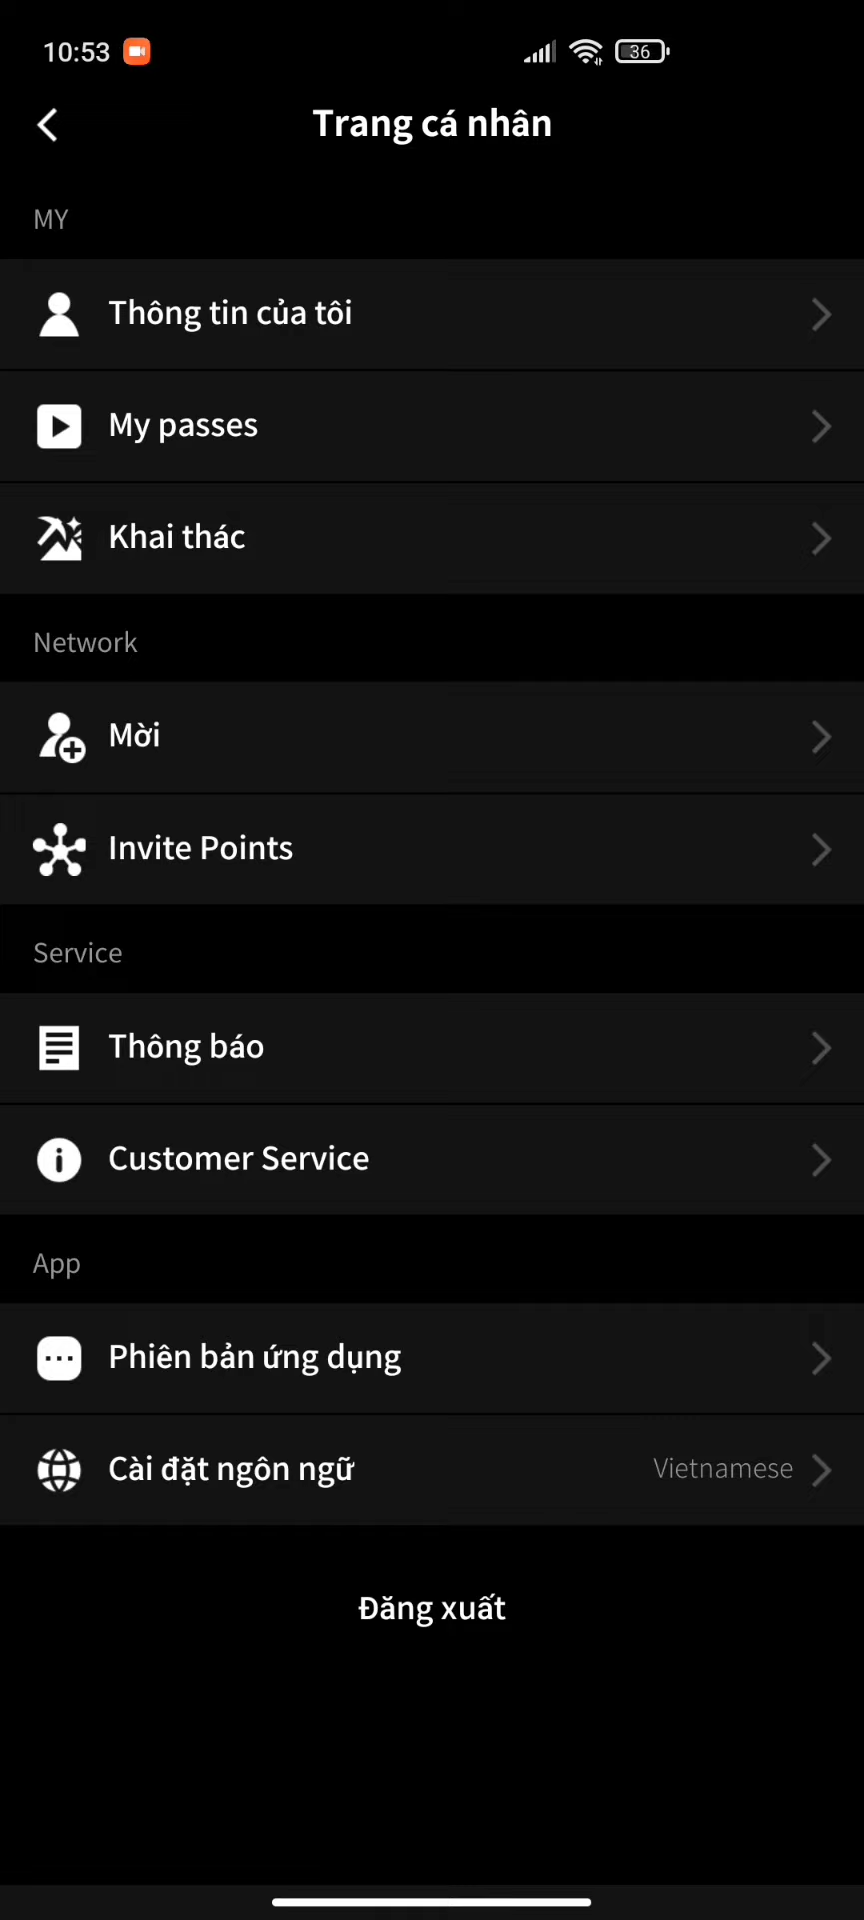 10:53
36
Trang cá nhân
MY
Thông tin của tôi
My passes
Khai thác
Network
Mời
Invite Points
Service
Thông báo
Customer Service
App
Phiên bản ứng dụng
Cài đặt ngôn ngữ Vietnamese
Đăng xuất